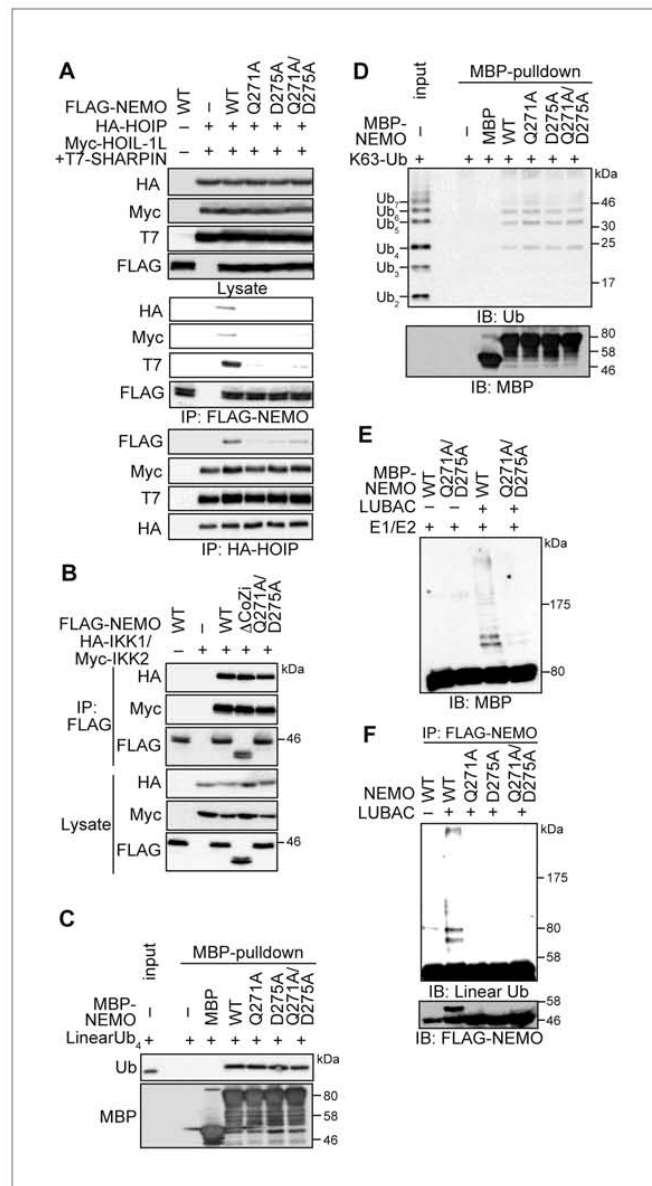 A
FLAG-NEMO WT – WT Q271A D275A Q271A/D275A
HA-HOIP – + + + + +
Myc-HOIL-1L
+T7-SHARPIN – + + + + +
HA
Myc
T7
FLAG
Lysate
HA
Myc
T7
FLAG
IP: FLAG-NEMO
FLAG
Myc
T7
HA
IP: HA-HOIP
B
FLAG-NEMO WT – WT ΔCoZi Q271A/D275A
HA-IKK1/
Myc-IKK2 – + + + +
kDa
IP: FLAG
HA
Myc
FLAG 46
Lysate
HA
Myc
FLAG 46
C
input MBP-pulldown
MBP-NEMO – – MBP WT Q271A D275A Q271A/D275A
LinearUb4 + + + + + + +
kDa
Ub
MBP
80
58
46
D
input MBP-pulldown
MBP-NEMO – – MBP WT Q271A D275A Q271A/D275A
K63-Ub + + + + + + +
kDa
Ub7 46
Ub6
Ub5 30
Ub4 25
Ub3 17
Ub2
IB: Ub
80
58
46
IB: MBP
E
MBP-NEMO WT Q271A/D275A WT Q271A/D275A
LUBAC – – + +
E1/E2 + + + +
kDa
175
80
IB: MBP
F
IP: FLAG-NEMO
NEMO WT WT Q271A D275A Q271A/D275A
LUBAC – + + + +
kDa
175
80
58
IB: Linear Ub
58
46
IB: FLAG-NEMO